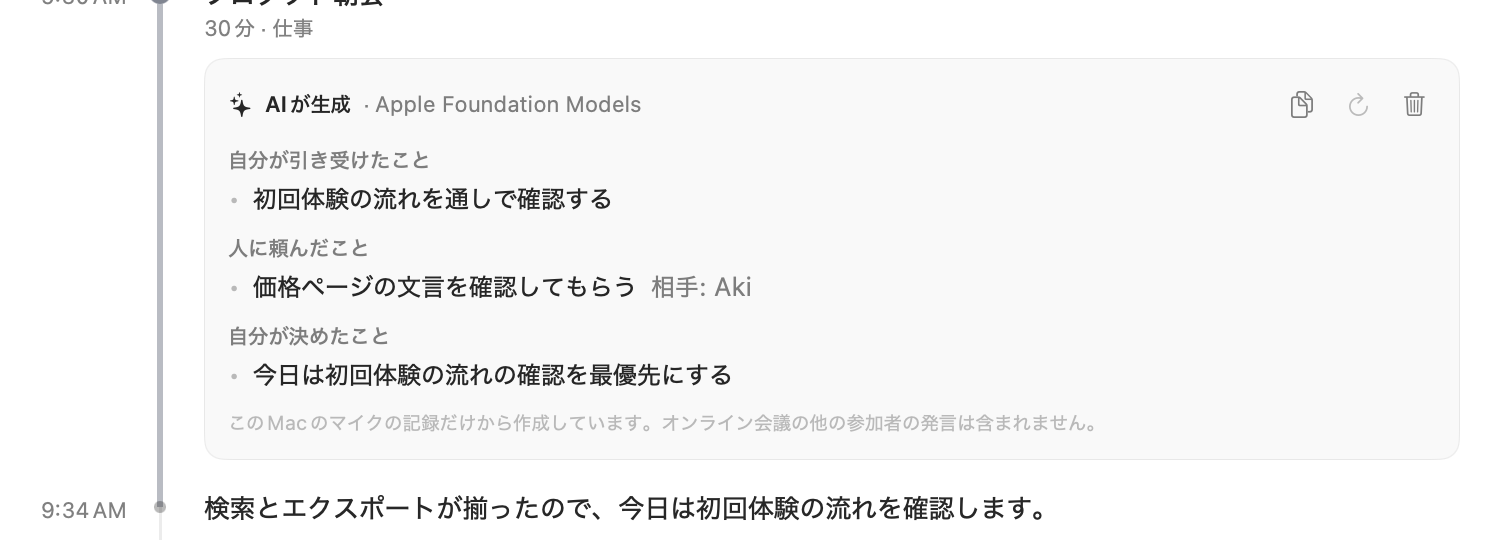 30分 · 仕事
AIが生成 · Apple Foundation Models
自分が引き受けたこと
• 初回体験の流れを通しで確認する
人に頼んだこと
• 価格ページの文言を確認してもらう 相手: Aki
自分が決めたこと
• 今日は初回体験の流れの確認を最優先にする
このMacのマイクの記録だけから作成しています。オンライン会議の他の参加者の発言は含まれません。
9:34 AM 検索とエクスポートが揃ったので、今日は初回体験の流れを確認します。